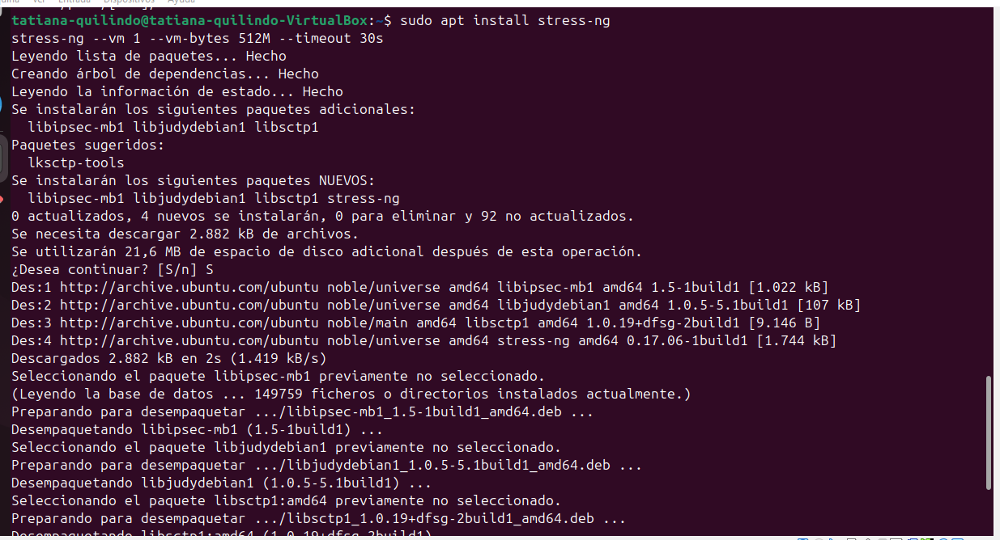 Ver Entrada Dispositivos Ayuda
tatiana-quilindo@tatiana-quilindo-VirtualBox:~$ sudo apt install stress-ng
stress-ng --vm 1 --vm-bytes 512M --timeout 30s
Leyendo lista de paquetes... Hecho
Creando árbol de dependencias... Hecho
Leyendo la información de estado... Hecho
Se instalarán los siguientes paquetes adicionales:
  libipsec-mb1 libjudydebian1 libsctp1
Paquetes sugeridos:
  lksctp-tools
Se instalarán los siguientes paquetes NUEVOS:
  libipsec-mb1 libjudydebian1 libsctp1 stress-ng
0 actualizados, 4 nuevos se instalarán, 0 para eliminar y 92 no actualizados.
Se necesita descargar 2.882 kB de archivos.
Se utilizarán 21,6 MB de espacio de disco adicional después de esta operación.
¿Desea continuar? [S/n] S
Des:1 http://archive.ubuntu.com/ubuntu noble/universe amd64 libipsec-mb1 amd64 1.5-1build1 [1.022 kB]
Des:2 http://archive.ubuntu.com/ubuntu noble/universe amd64 libjudydebian1 amd64 1.0.5-5.1build1 [107 kB]
Des:3 http://archive.ubuntu.com/ubuntu noble/main amd64 libsctp1 amd64 1.0.19+dfsg-2build1 [9.146 B]
Des:4 http://archive.ubuntu.com/ubuntu noble/universe amd64 stress-ng amd64 0.17.06-1build1 [1.744 kB]
Descargados 2.882 kB en 2s (1.419 kB/s)
Seleccionando el paquete libipsec-mb1 previamente no seleccionado.
(Leyendo la base de datos ... 149759 ficheros o directorios instalados actualmente.)
Preparando para desempaquetar .../libipsec-mb1_1.5-1build1_amd64.deb ...
Desempaquetando libipsec-mb1 (1.5-1build1) ...
Seleccionando el paquete libjudydebian1 previamente no seleccionado.
Preparando para desempaquetar .../libjudydebian1_1.0.5-5.1build1_amd64.deb ...
Desempaquetando libjudydebian1 (1.0.5-5.1build1) ...
Seleccionando el paquete libsctp1:amd64 previamente no seleccionado.
Preparando para desempaquetar .../libsctp1_1.0.19+dfsg-2build1_amd64.deb ...
Desempaquetando libsctp1:amd64 (1.0.19+dfsg-2build1)